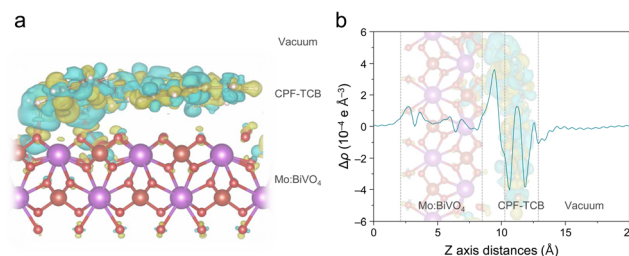 a
Vacuum
CPF-TCB
Mo:BiVO₄
b
6
4
2
0
−2
−4
−6
Δρ (10⁻⁴ e Å⁻³)
Mo:BiVO₄
CPF-TCB
Vacuum
0
5
10
15
20
Z axis distances (Å)